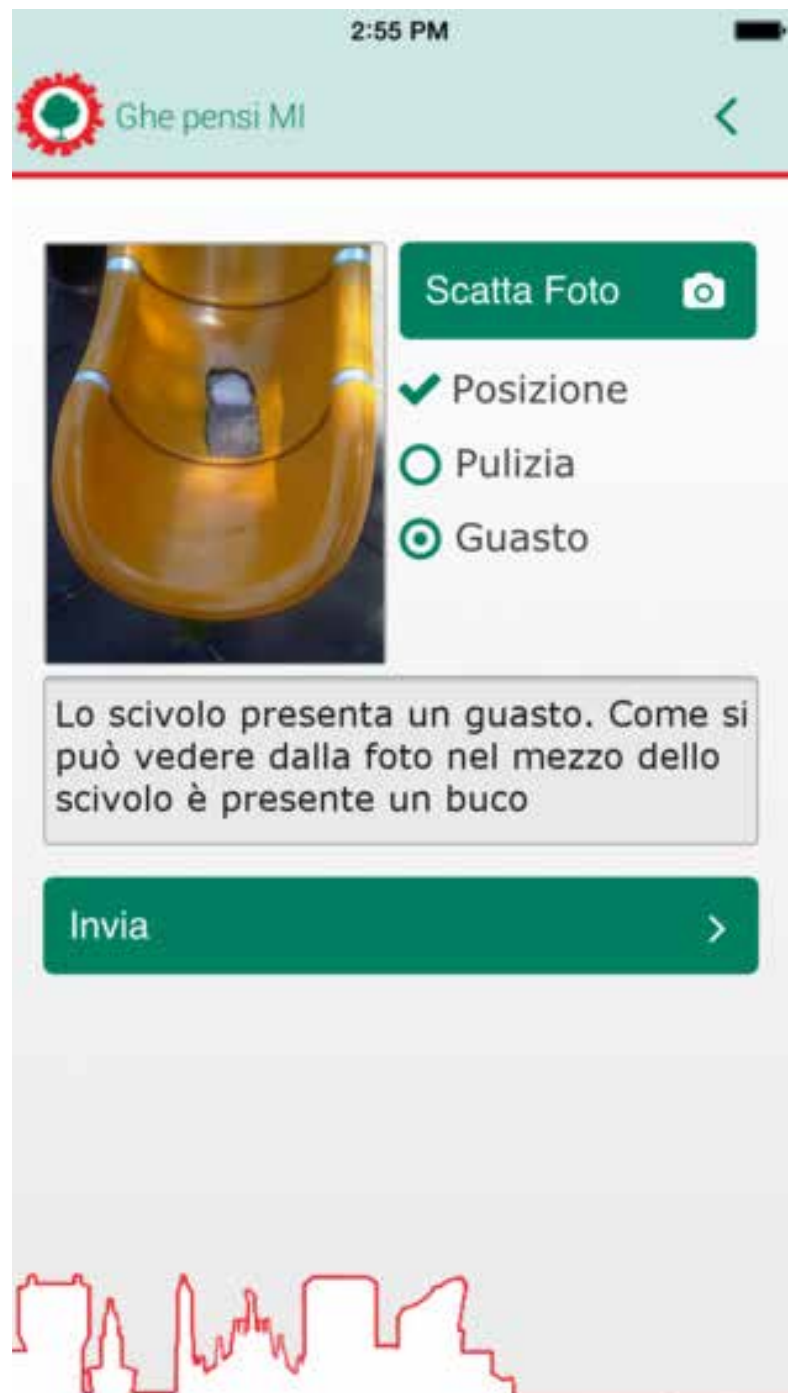 2:55 PM
Ghe pensi MI
Scatta Foto
Posizione
Pulizia
Guasto
Lo scivolo presenta un guasto. Come si
può vedere dalla foto nel mezzo dello
scivolo è presente un buco
Invia